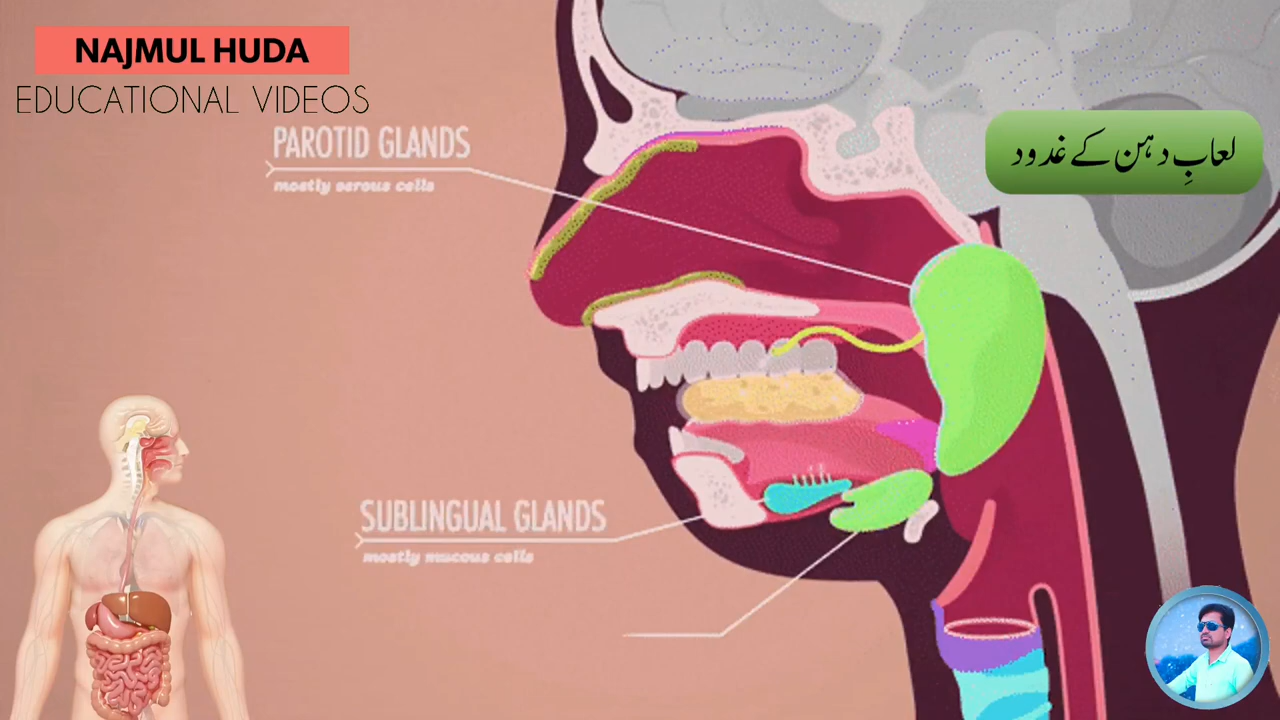 NAJMUL HUDA
EDUCATIONAL VIDEOS
لعابِ دہن کے غدود
PAROTID GLANDS
mostly serous cells
SUBLINGUAL GLANDS
mostly mucous cells